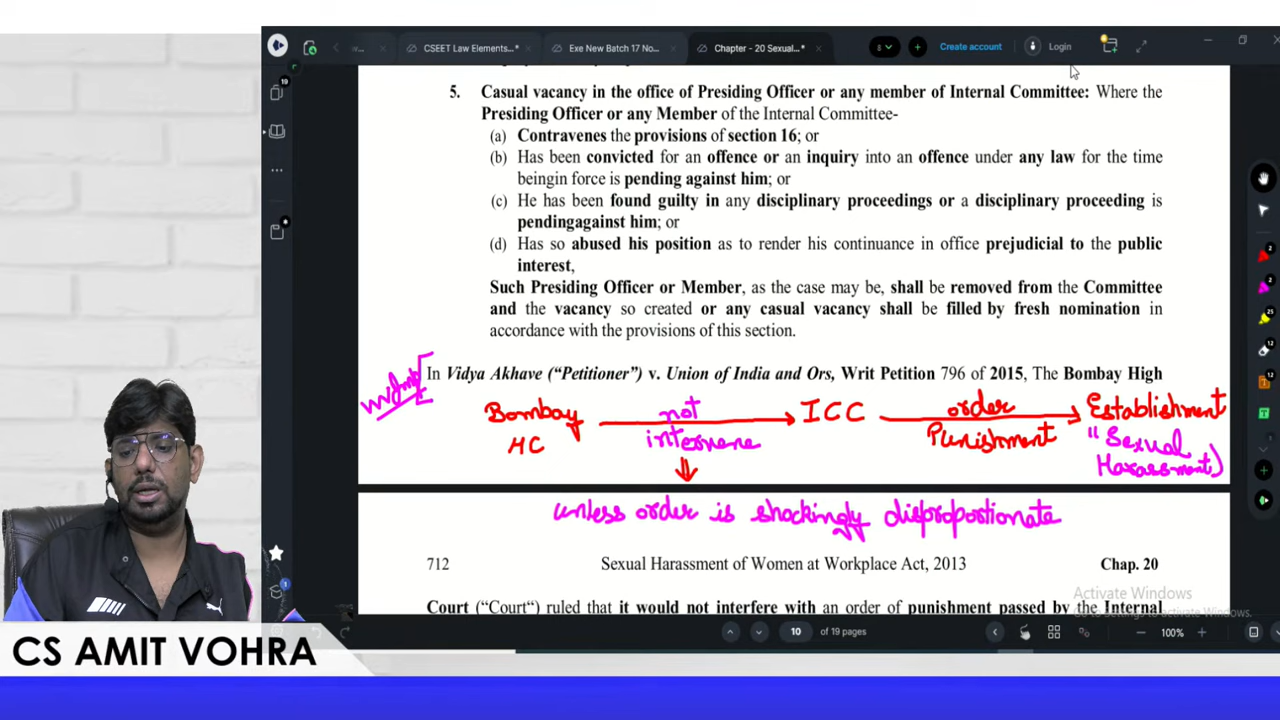 CSEET Law Elements...*
Exe New Batch 17 No...
Chapter - 20 Sexual...*
8
Create account
Login
19
5. Casual vacancy in the office of Presiding Officer or any member of Internal Committee: Where the
Presiding Officer or any Member of the Internal Committee-
(a) Contravenes the provisions of section 16; or
(b) Has been convicted for an offence or an inquiry into an offence under any law for the time
beingin force is pending against him; or
(c) He has been found guilty in any disciplinary proceedings or a disciplinary proceeding is
pendingagainst him; or
(d) Has so abused his position as to render his continuance in office prejudicial to the public
interest,
Such Presiding Officer or Member, as the case may be, shall be removed from the Committee
and the vacancy so created or any casual vacancy shall be filled by fresh nomination in
accordance with the provisions of this section.
In Vidya Akhave (“Petitioner”) v. Union of India and Ors, Writ Petition 796 of 2015, The Bombay High
Bombay HC not intervene ICC order Punishment Establishment
"Sexual
Harassment)
unless order is shockingly disproportionate
712 Sexual Harassment of Women at Workplace Act, 2013 Chap. 20
Activate Windows
Go to Settings to activate Windows.
Court (“Court“) ruled that it would not interfere with an order of punishment passed by the Internal
10 of 19 pages
100%
CS AMIT VOHRA